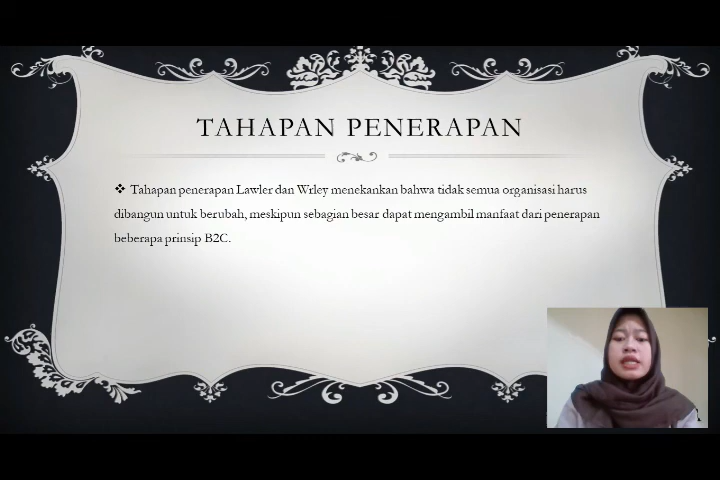 TAHAPAN PENERAPAN
Tahapan penerapan Lawler dan Wrley menekankan bahwa tidak semua organisasi harus
dibangun untuk berubah, meskipun sebagian besar dapat mengambil manfaat dari penerapan
beberapa prinsip B2C.